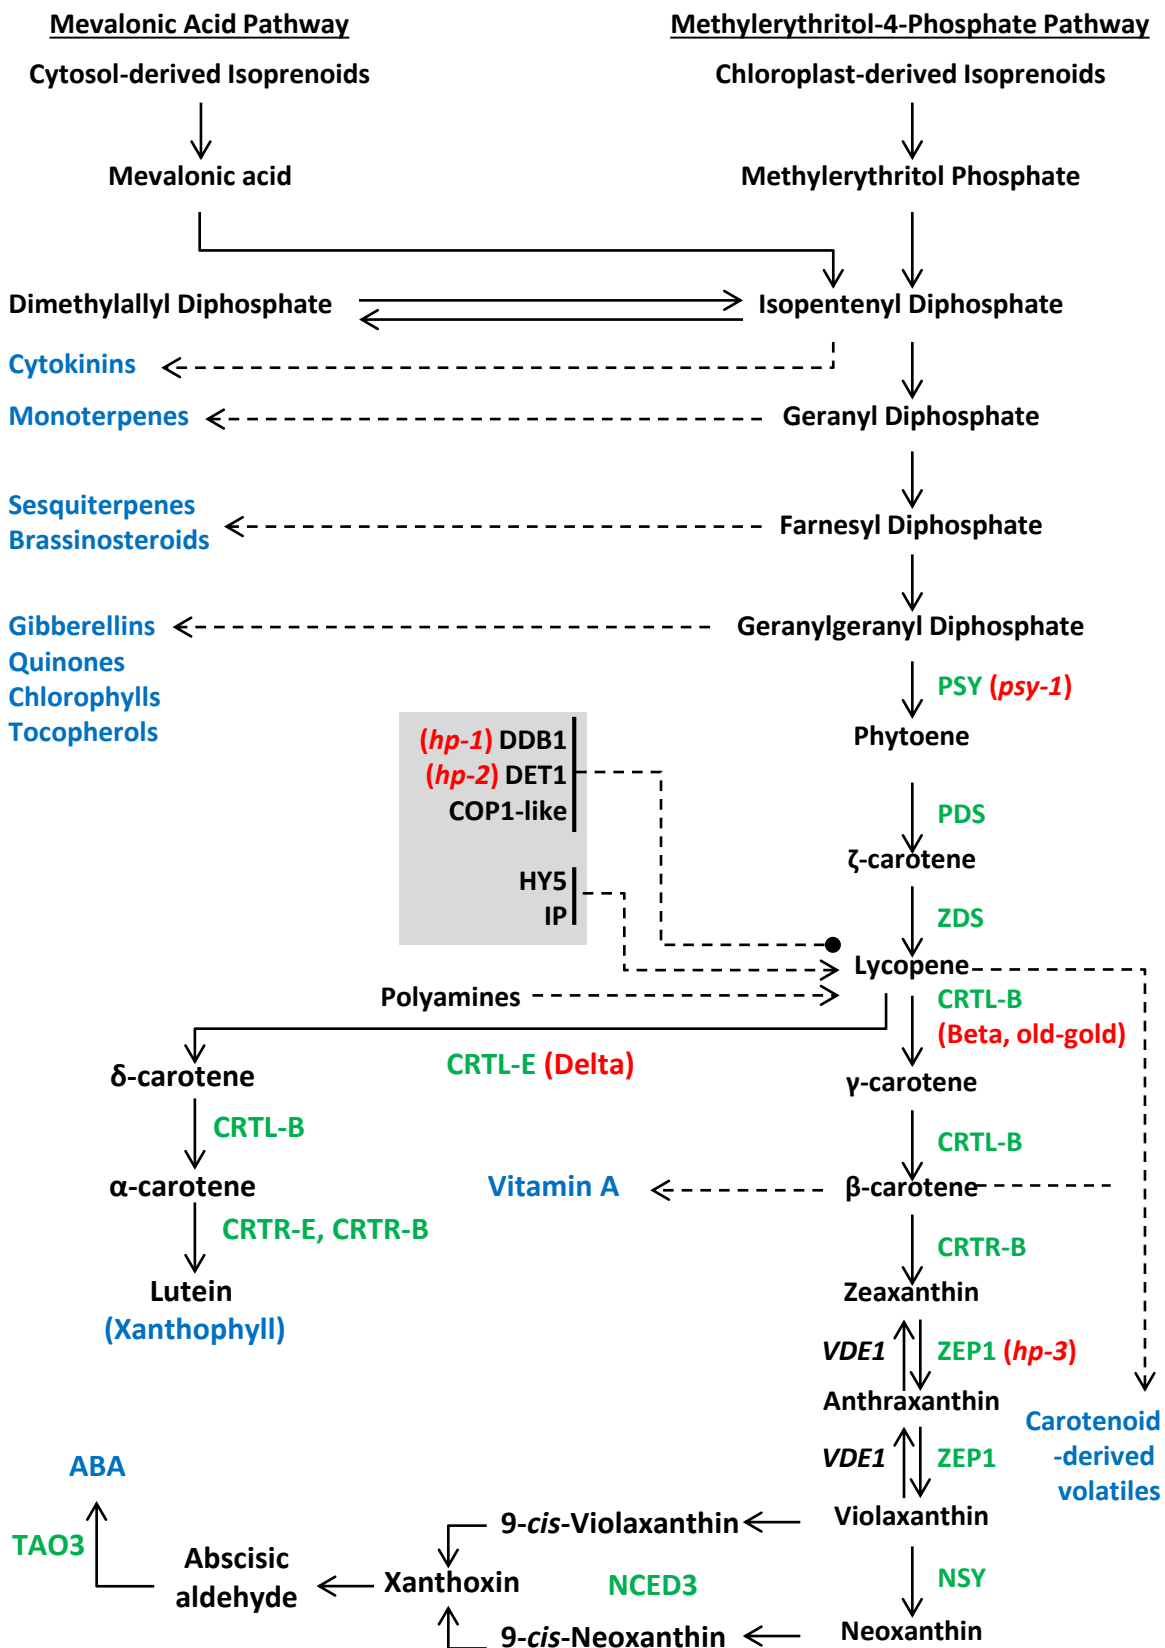 Mevalonic Acid Pathway
Methylerythritol-4-Phosphate Pathway
Cytosol-derived Isoprenoids
Chloroplast-derived Isoprenoids
Mevalonic acid
Methylerythritol Phosphate
Dimethylallyl Diphosphate
Isopentenyl Diphosphate
Cytokinins
Monoterpenes
Geranyl Diphosphate
Sesquiterpenes
Brassinosteroids
Farnesyl Diphosphate
Gibberellins
Quinones
Chlorophylls
Tocopherols
Geranylgeranyl Diphosphate
PSY (psy-1)
Phytoene
(hp-1) DDB1
(hp-2) DET1
COP1-like
PDS
ζ-carotene
HY5
IP
ZDS
Lycopene
Polyamines
CRTL-B
(Beta, old-gold)
CRTL-E (Delta)
δ-carotene
γ-carotene
CRTL-B
CRTL-B
α-carotene
Vitamin A
β-carotene
CRTR-E, CRTR-B
CRTR-B
Lutein
(Xanthophyll)
Zeaxanthin
VDE1
ZEP1 (hp-3)
Anthraxanthin
Carotenoid
-derived
volatiles
VDE1
ZEP1
ABA
Violaxanthin
9-cis-Violaxanthin
TAO3
Abscisic
aldehyde
Xanthoxin
NCED3
NSY
9-cis-Neoxanthin
Neoxanthin